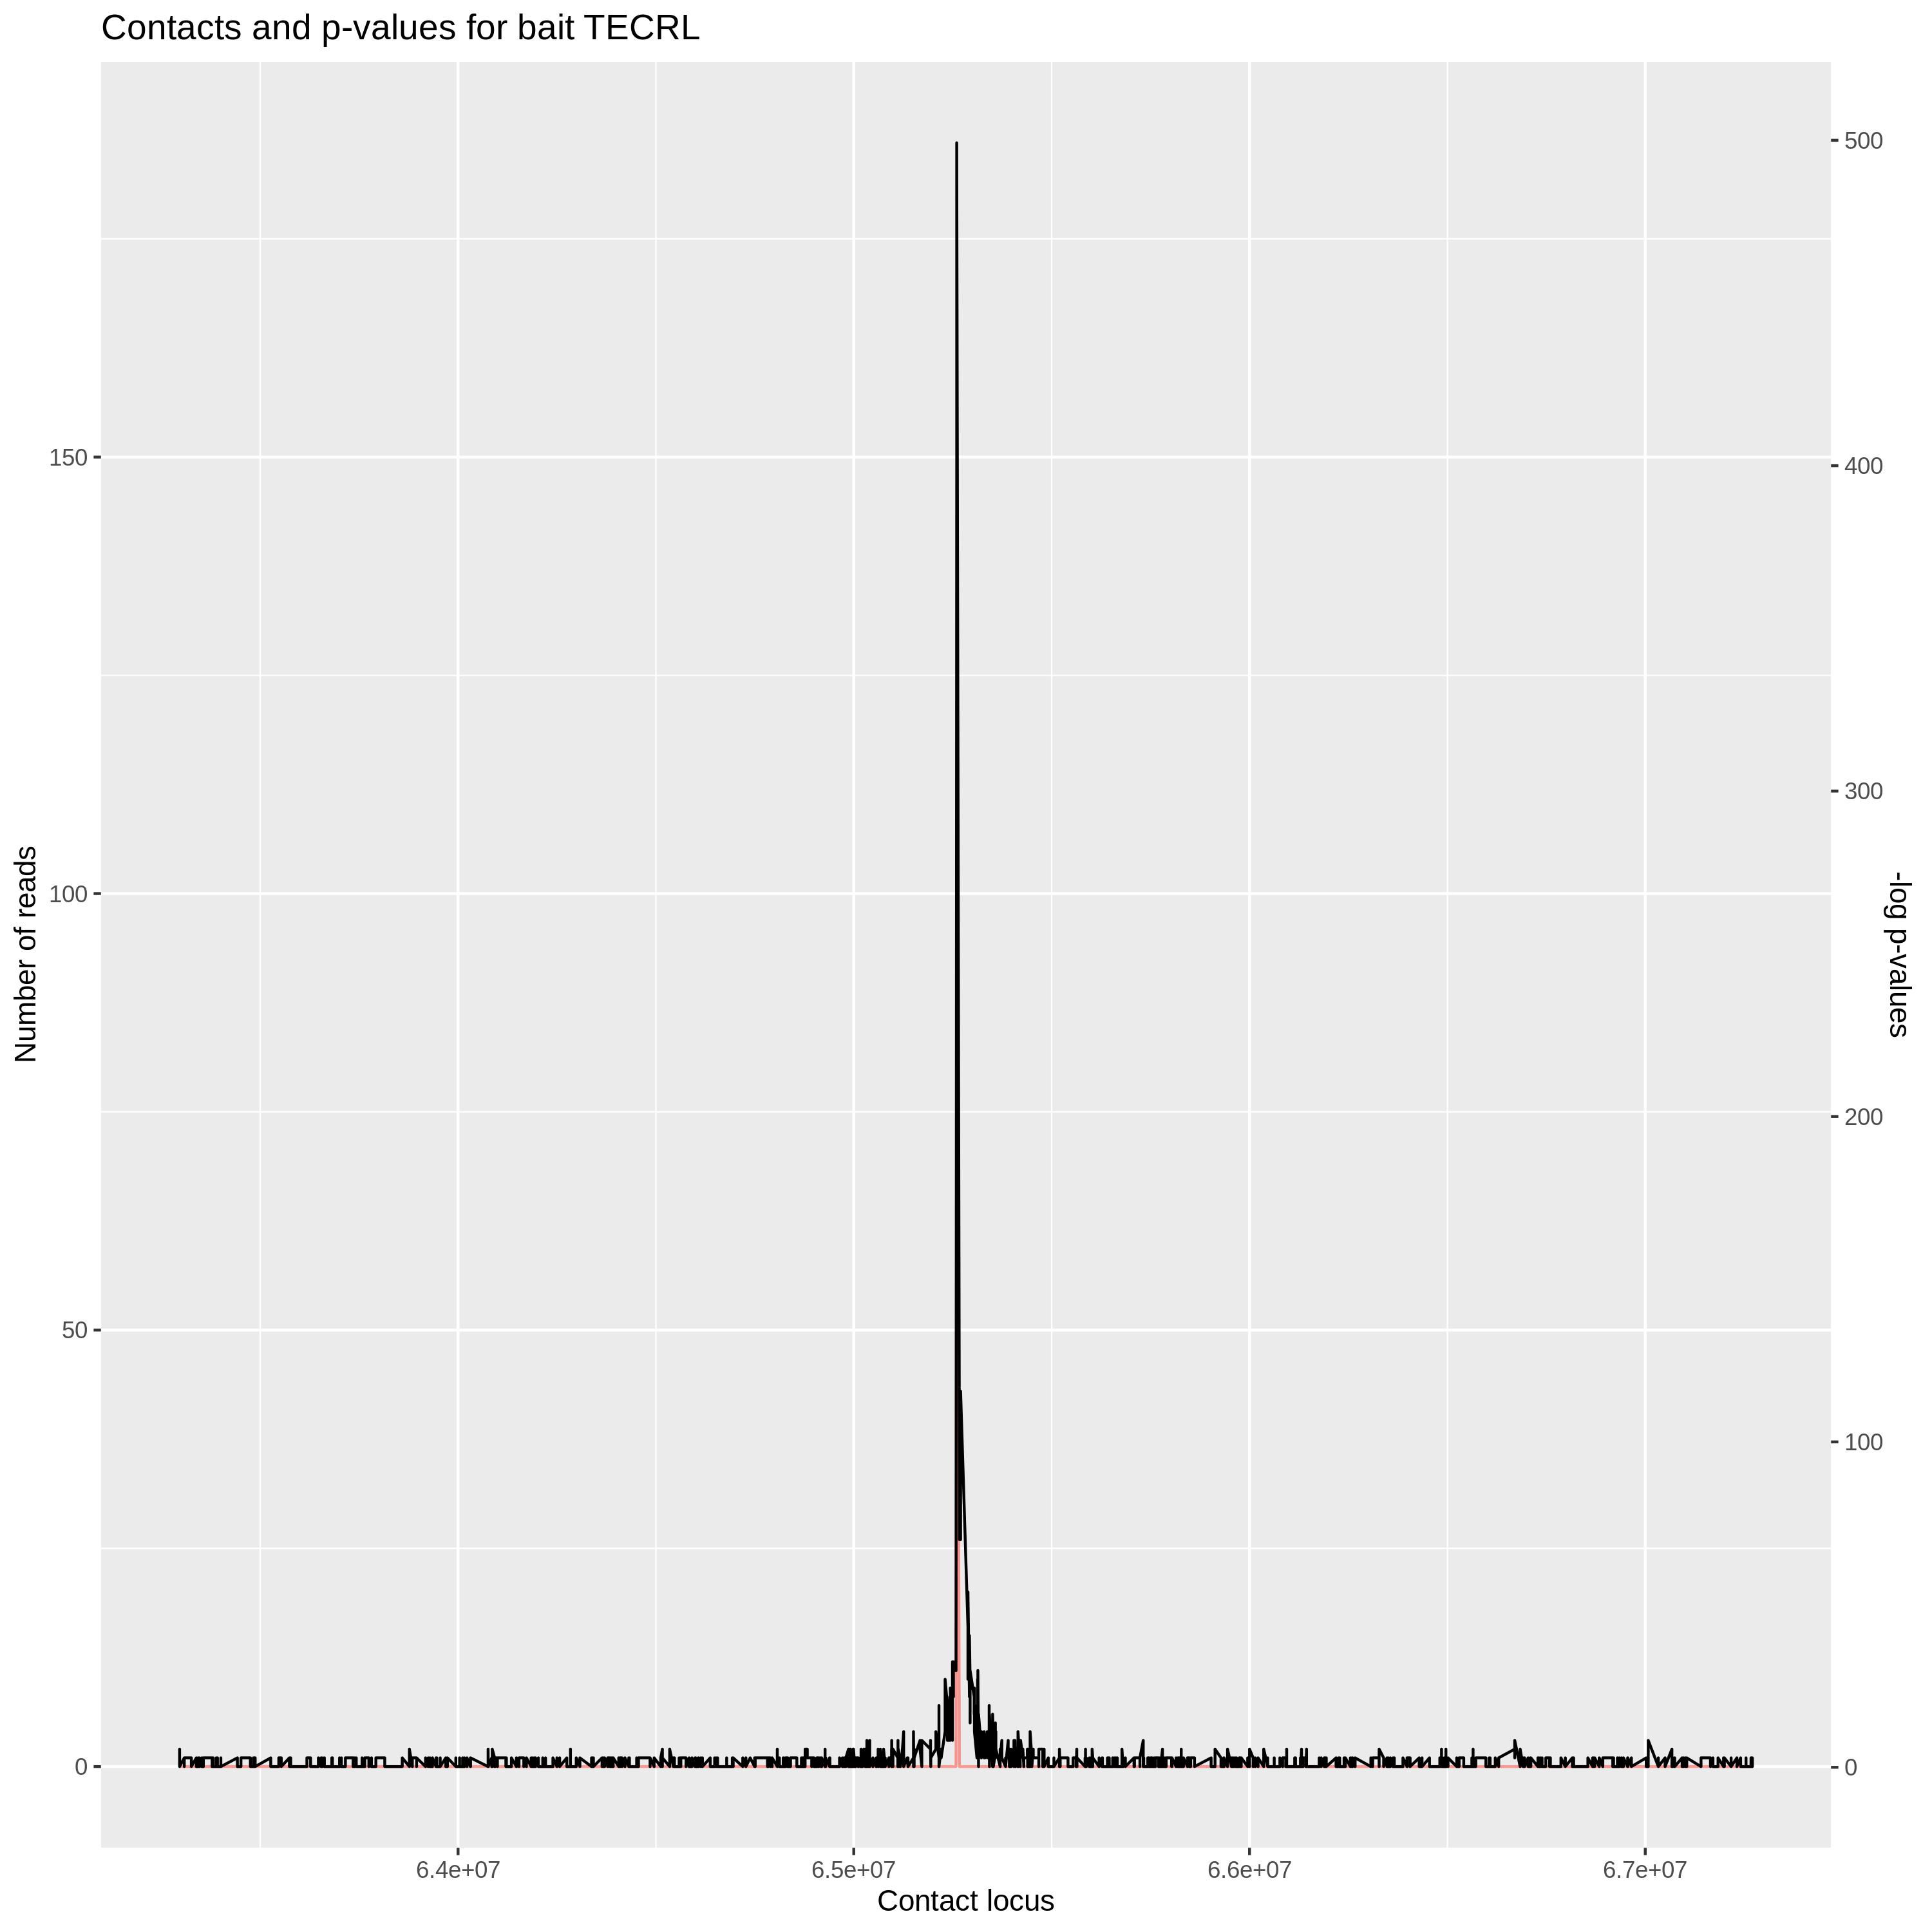 Contacts and p-values for bait TECRL
500
150
400
300
100
200
50
100
0
0
Number of reads
-log p-values
6.4e+07
6.5e+07
6.6e+07
6.7e+07
Contact locus